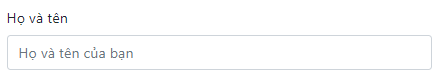 Họ và tên
Họ và tên của bạn